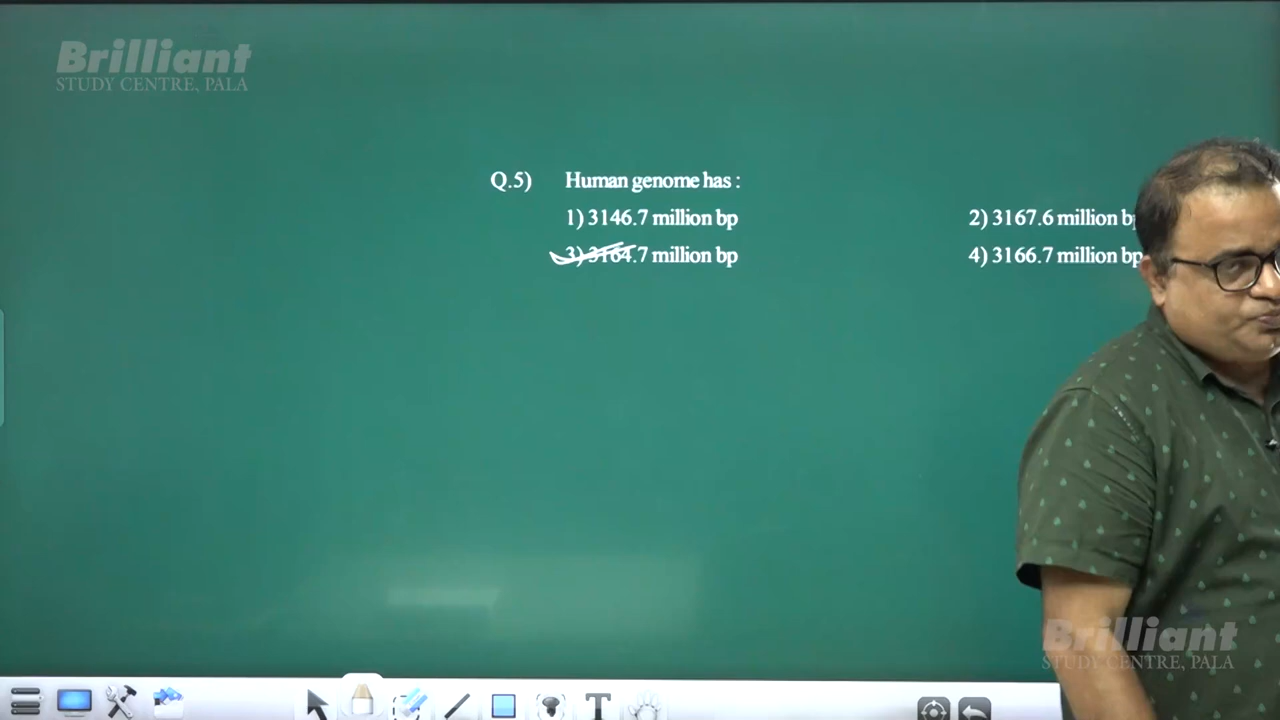 Brilliant
STUDY CENTRE, PALA
Q.5) Human genome has :
1) 3146.7 million bp
2) 3167.6 million b
3) 3164.7 million bp
4) 3166.7 million bp
T
Brilliant
STUDY CENTRE, PALA